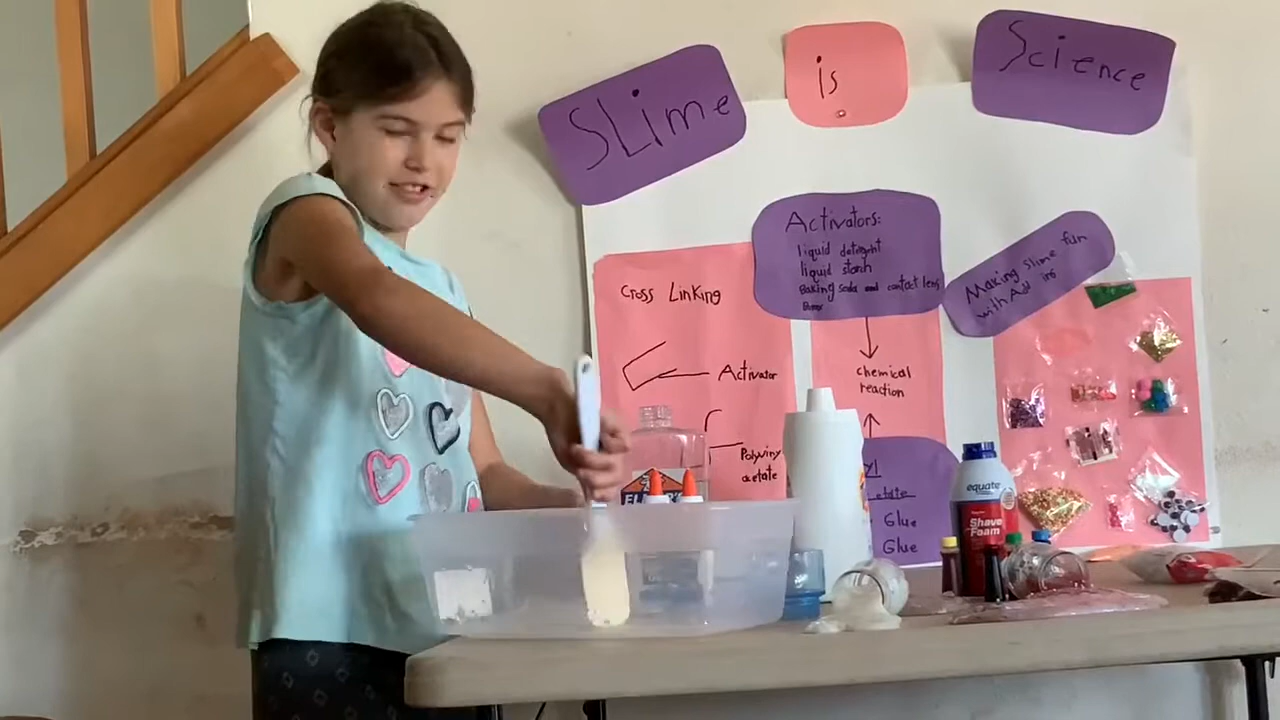 SLime
is
Science
Activators:
liquid detergent
liquid starch
Baking soda and contact lens
Borax
Making Slime fun
with Add ins
Cross Linking
Activator
chemical
reaction
Polyviny
acetate
Glue
Glue
equate
Shave
Foam